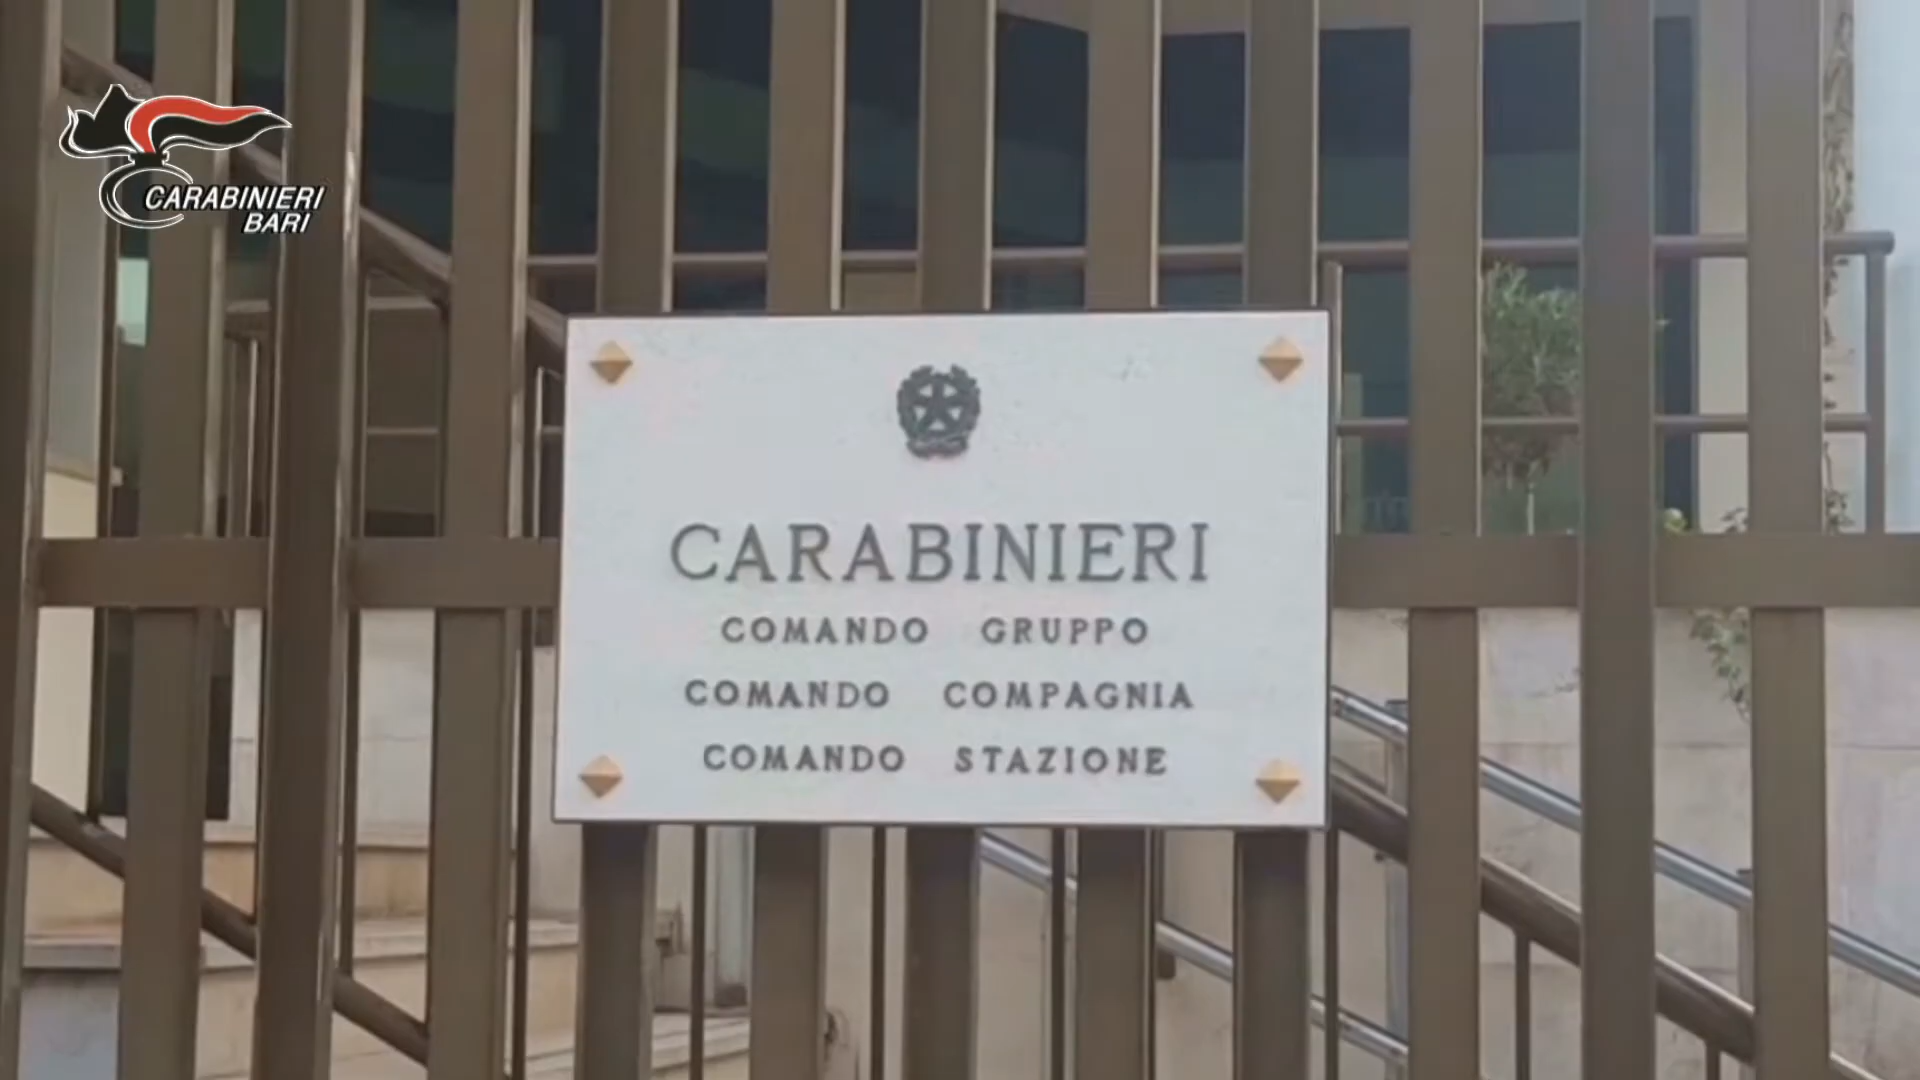 CARABINIERI
BARI
CARABINIERI
COMANDO GRUPPO
COMANDO COMPAGNIA
COMANDO STAZIONE